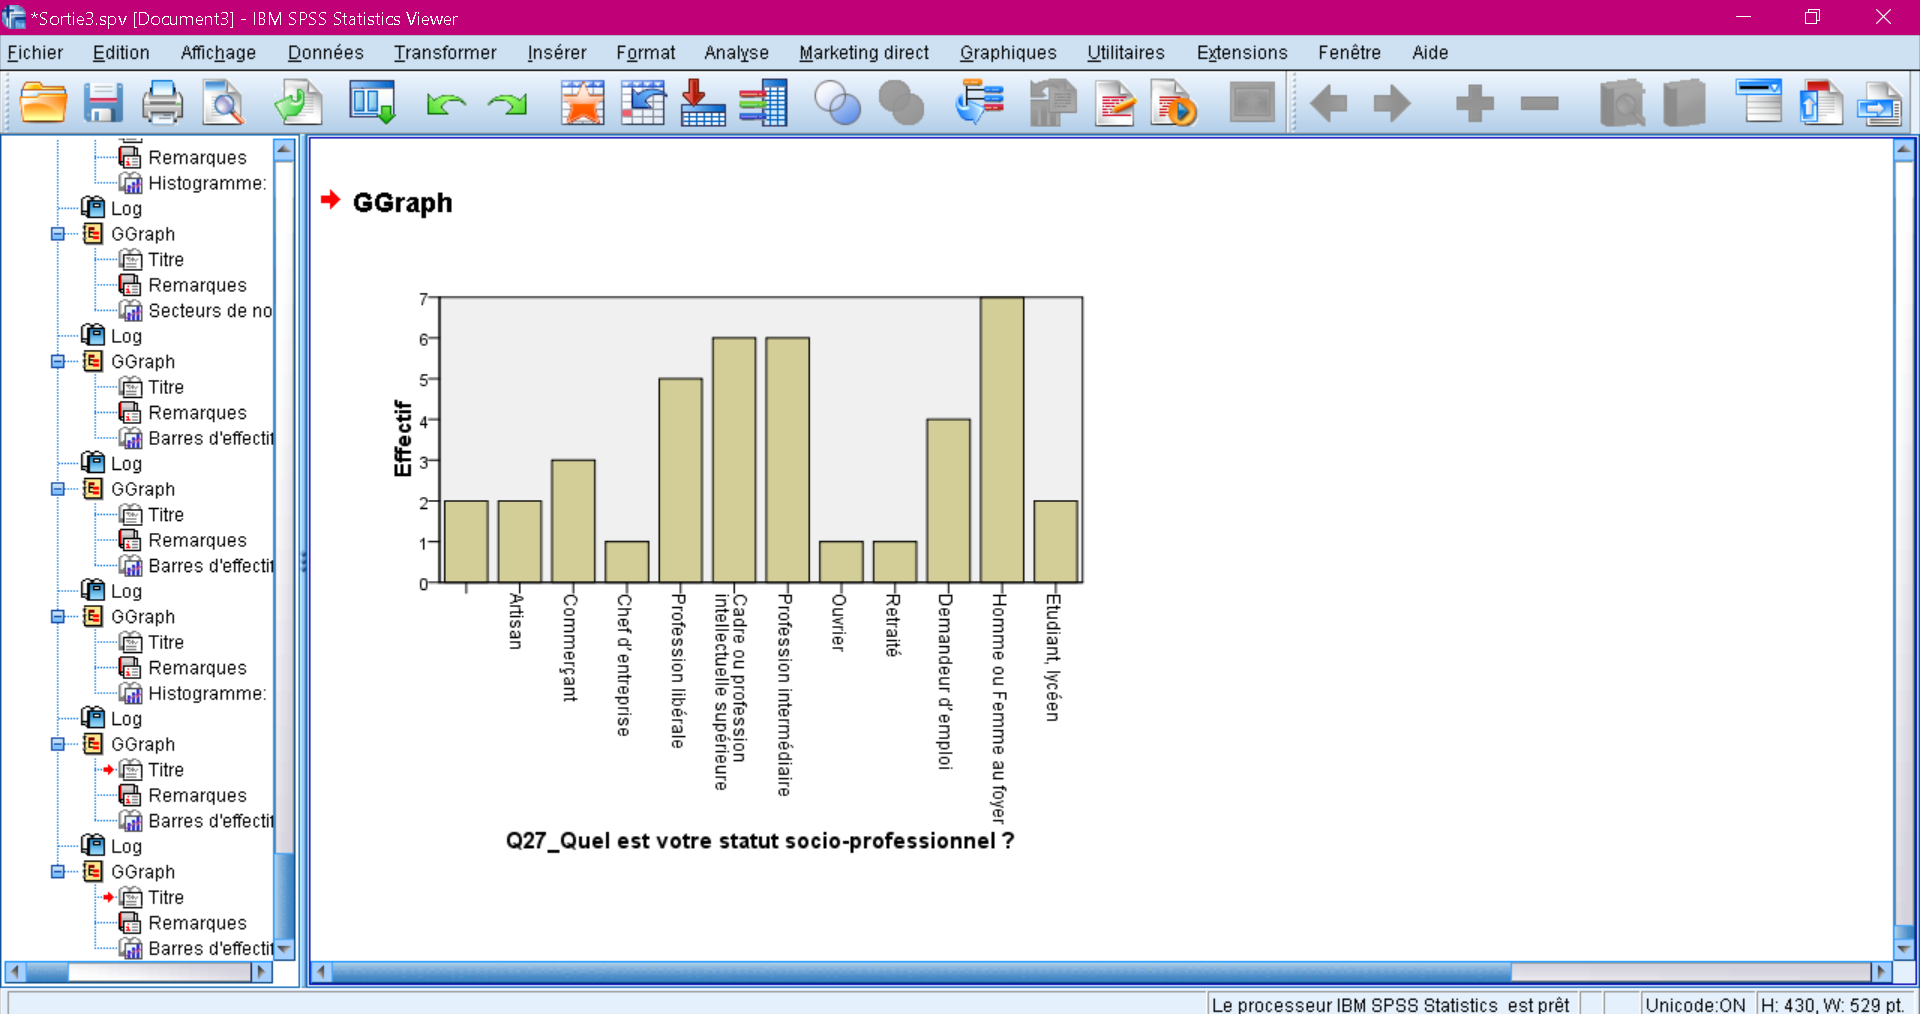 *Sortie3.spv [Document3] - IBM SPSS Statistics Viewer
Fichier Edition Affichage Données Transformer Insérer Format Analyse Marketing direct Graphiques Utilitaires Extensions Fenêtre Aide
Remarques
Histogramme:
Log
GGraph
Titre
Remarques
Secteurs de no
Log
GGraph
Titre
Remarques
Barres d'effectif
Log
GGraph
Titre
Remarques
Barres d'effectif
Log
GGraph
Titre
Remarques
Histogramme:
Log
GGraph
Titre
Remarques
Barres d'effectif
Log
GGraph
Titre
Remarques
Barres d'effectif
GGraph
Effectif
7
6
5
4
3
2
1
0
Artisan
Commerçant
Chef d'entreprise
Profession libérale
Cadre ou profession
intellectuelle supérieure
Profession intermédiaire
Ouvrier
Retraité
Demandeur d'emploi
Homme ou Femme au foyer
Etudiant, lycéen
Q27_Quel est votre statut socio-professionnel ?
Le processeur IBM SPSS Statistics est prêt
Unicode:ON
H: 430, W: 529 pt.